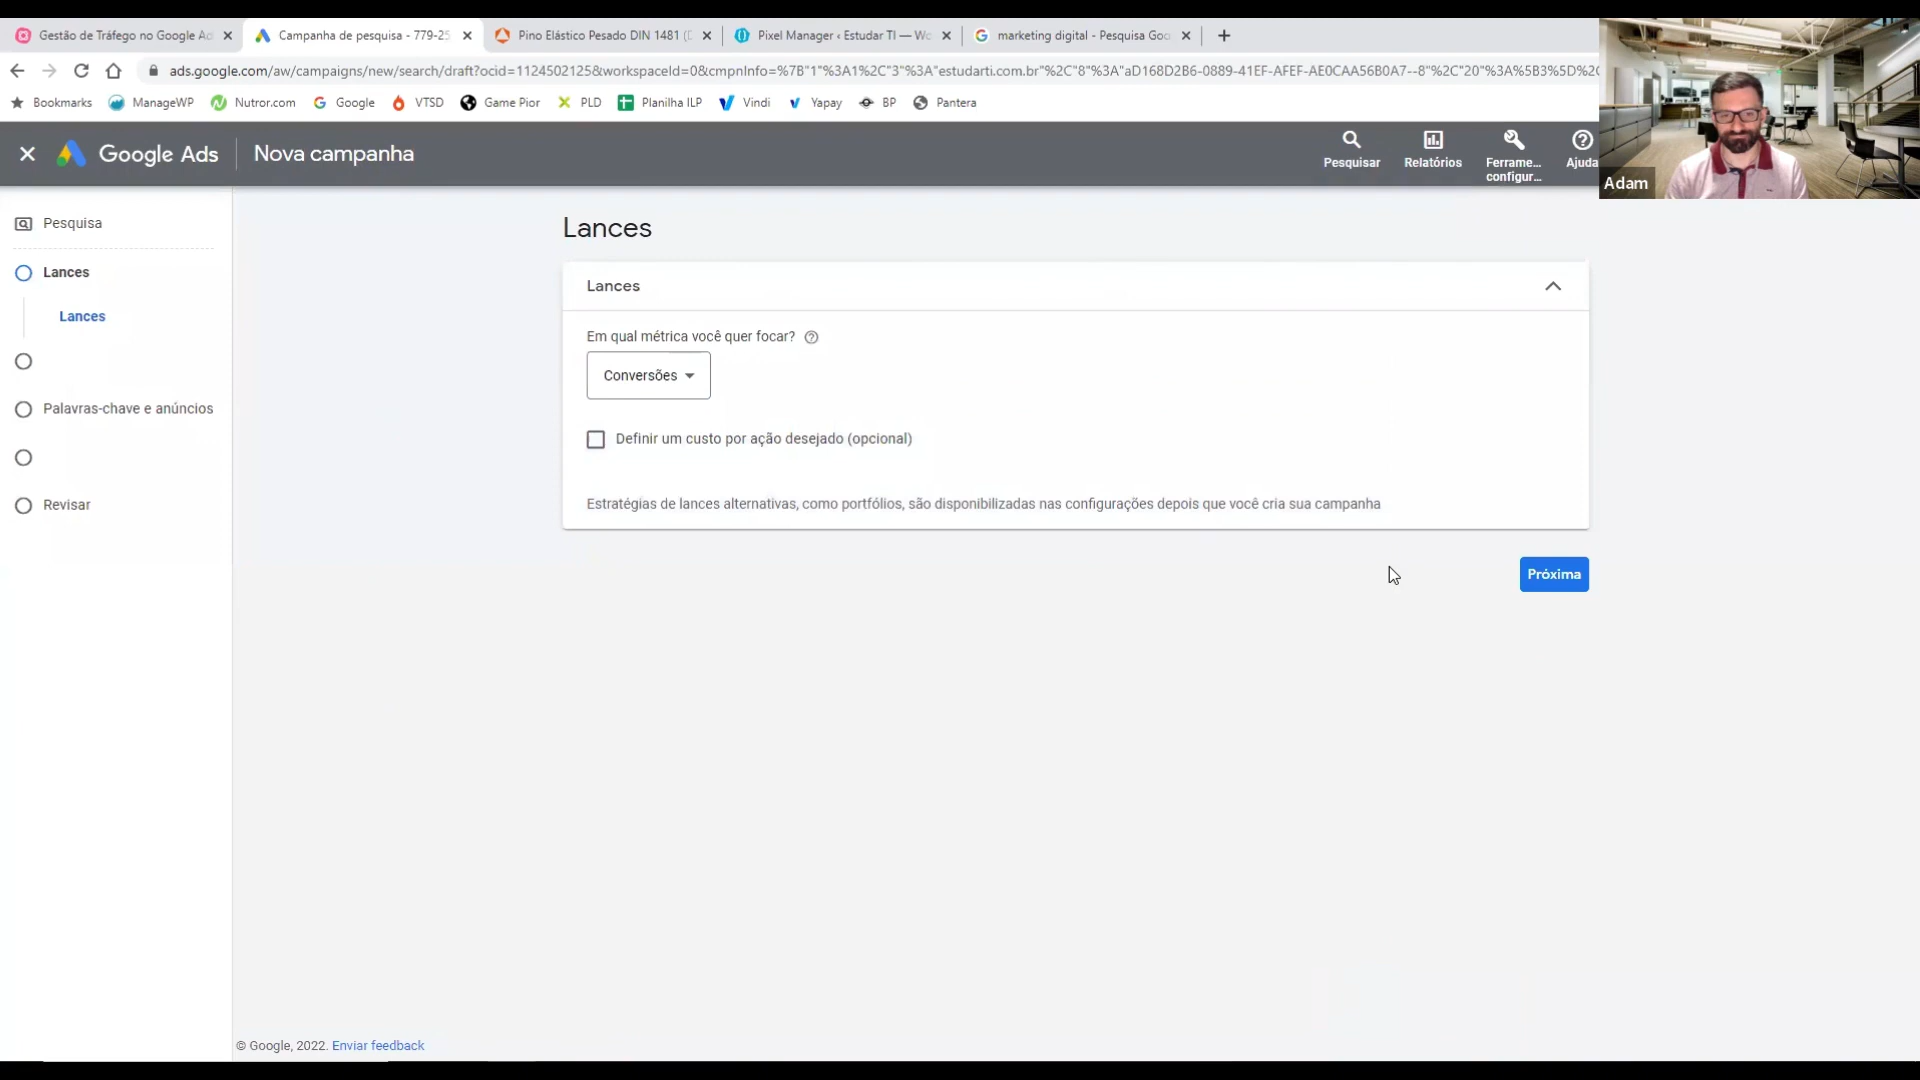 Gestão de Tráfego no Google Ad
Campanha de pesquisa - 779-25
Pino Elástico Pesado DIN 1481 (D
Pixel Manager ‹ Estudar TI — Wo
marketing digital - Pesquisa Goo
ads.google.com/aw/campaigns/new/search/draft?ocid=1124502125&workspaceId=0&cmpnInfo=%7B"1"%3A1%2C"3"%3A"estudarti.com.br"%2C"8"%3A"aD168D2B6-0889-41EF-AFEF-AE0CAA56B0A7--8"%2C"20"%3A%5B3%5D%2C
Bookmarks ManageWP Nutror.com Google VTSD Game Pior PLD Planilha ILP Vindi Yapay BP Pantera
Google Ads Nova campanha
Pesquisar
Relatórios
Ferrame...
configur...
Ajuda
Adam
Pesquisa
Lances
Lances
Palavras-chave e anúncios
Revisar
Lances
Lances
Em qual métrica você quer focar?
Conversões
Definir um custo por ação desejado (opcional)
Estratégias de lances alternativas, como portfólios, são disponibilizadas nas configurações depois que você cria sua campanha
Próxima
© Google, 2022. Enviar feedback